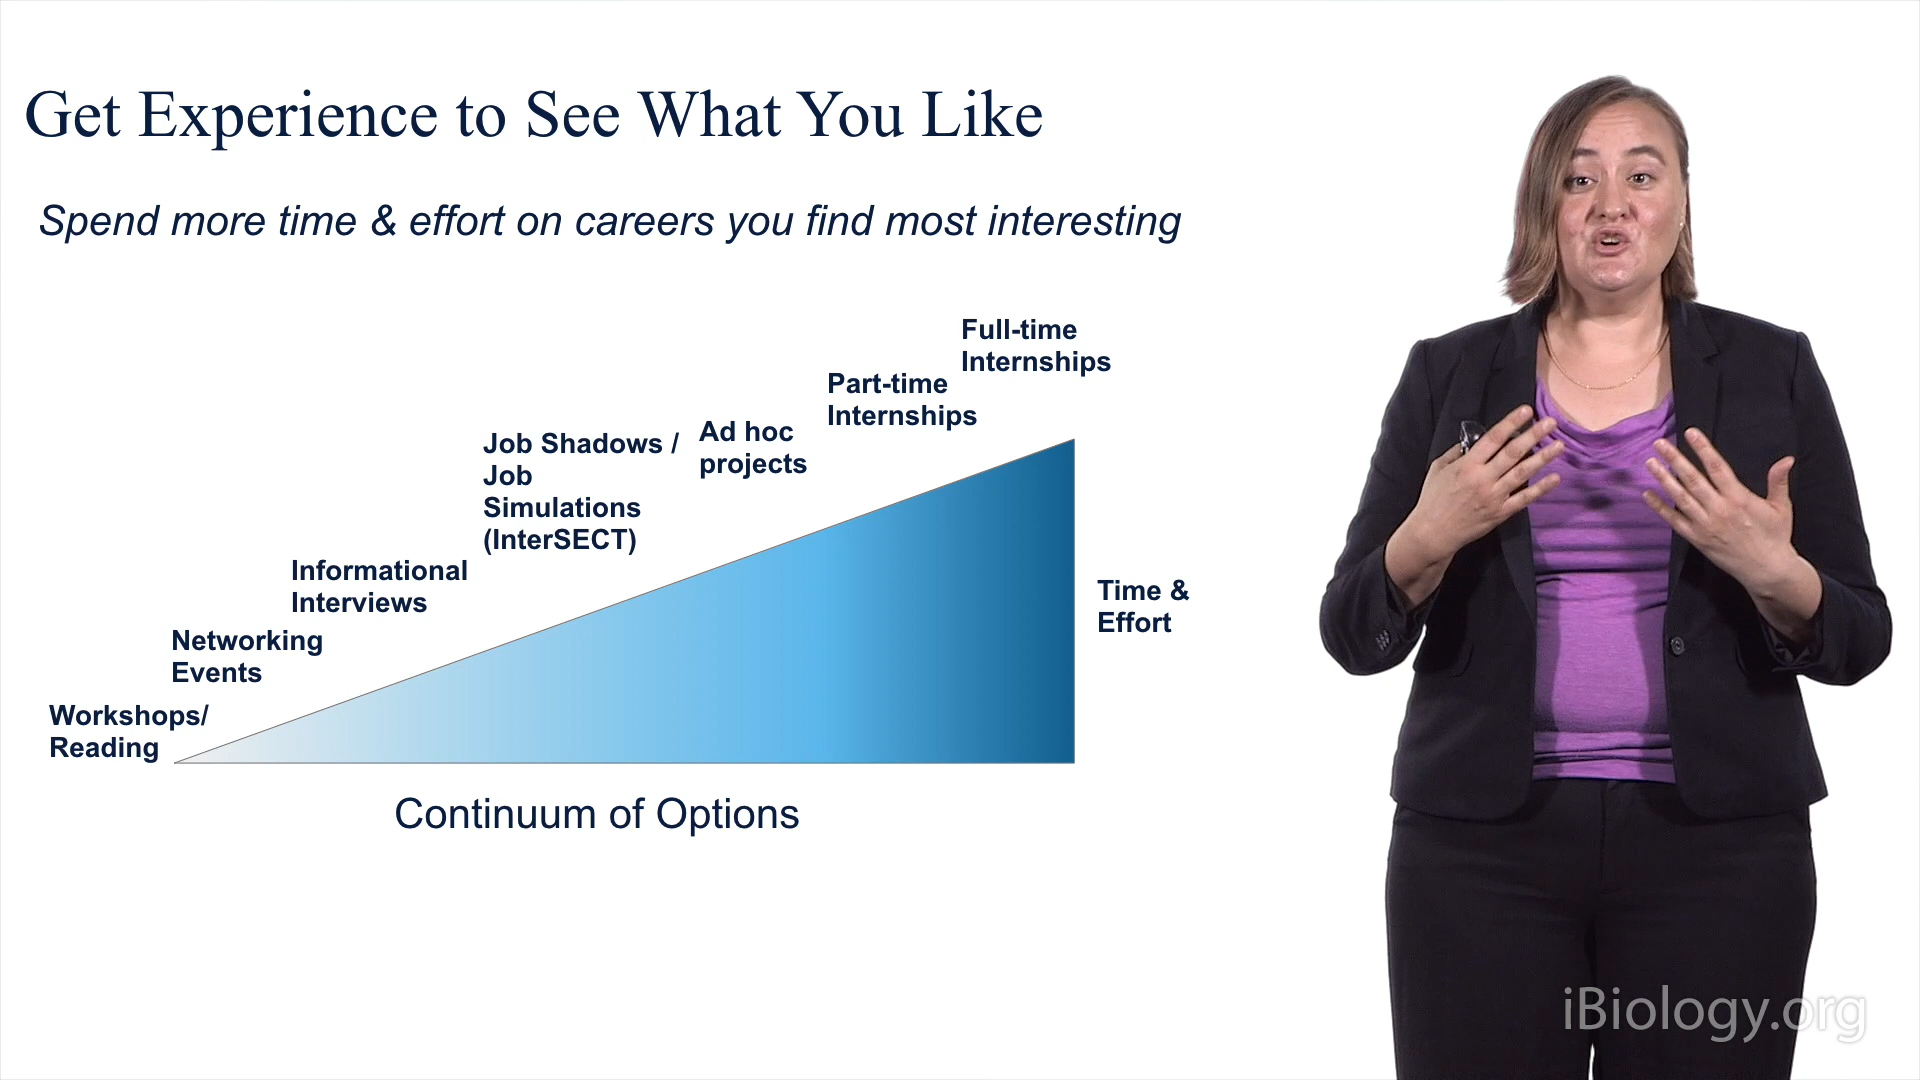 Get Experience to See What You Like
Spend more time & effort on careers you find most interesting
Full-time
Internships
Part-time
Internships
Ad hoc
projects
Job Shadows /
Job
Simulations
(InterSECT)
Informational
Interviews
Networking
Events
Workshops/
Reading
Time &
Effort
Continuum of Options
iBiology.org